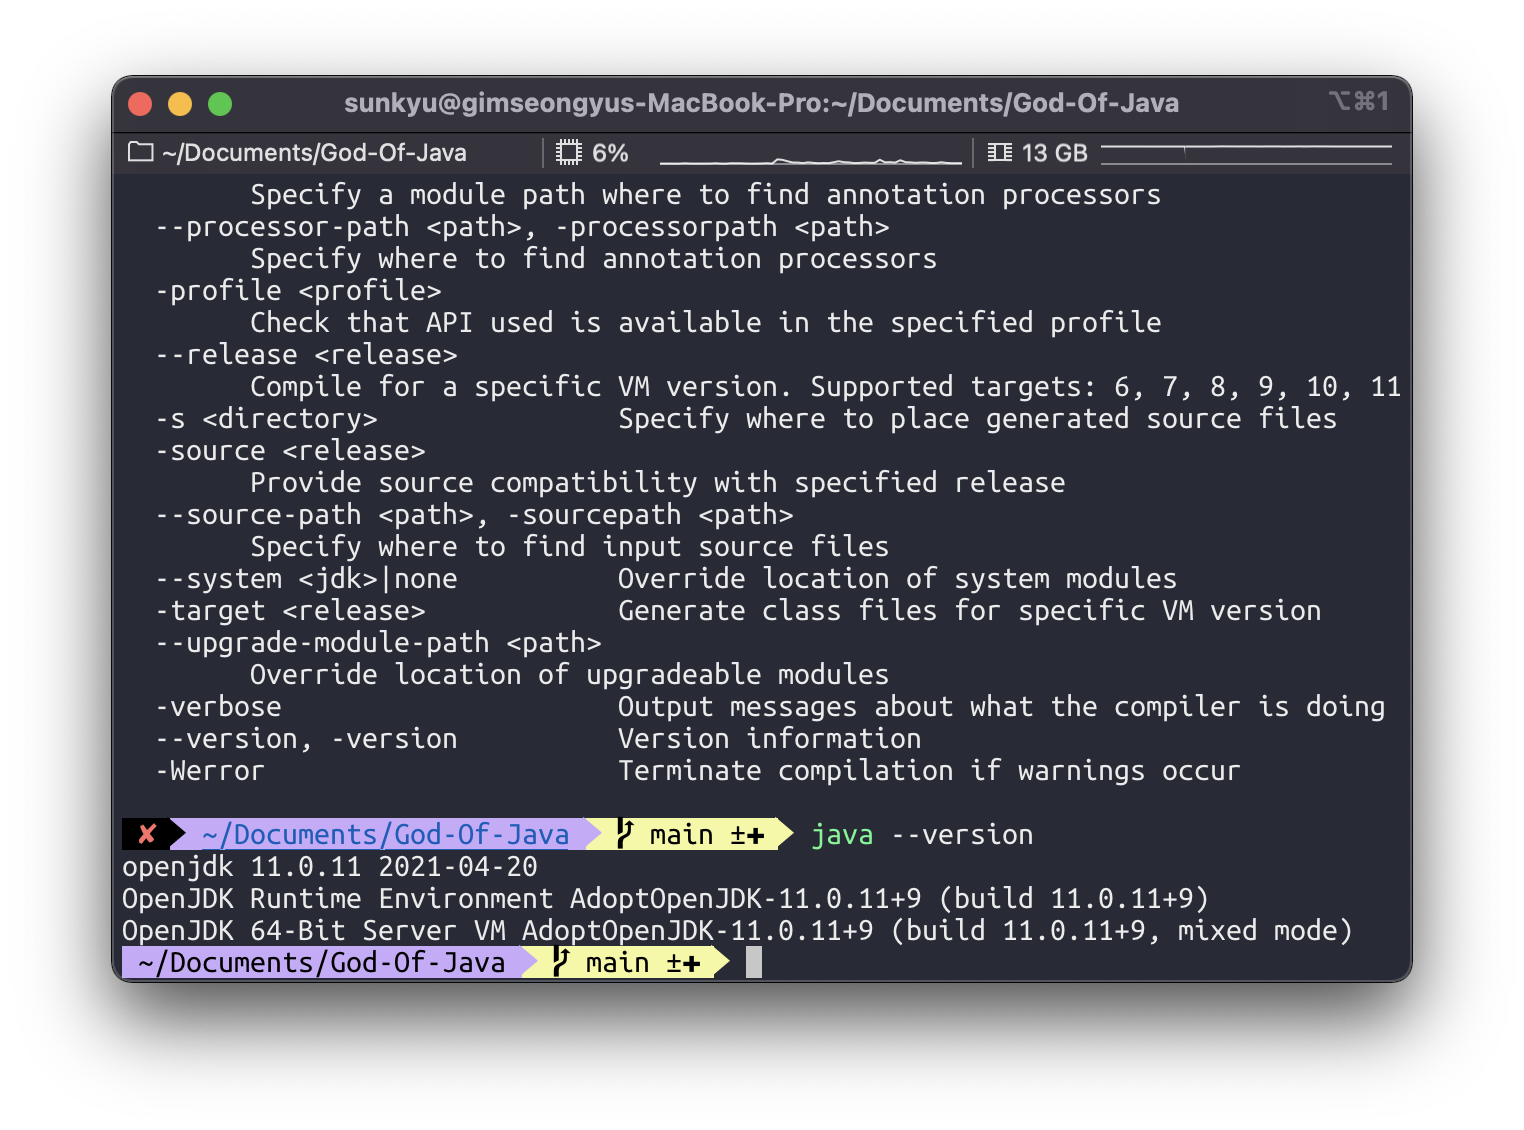 sunkyu@gimseongyus-MacBook-Pro:~/Documents/God-Of-Java ⌥⌘1
~/Documents/God-Of-Java 6% 13 GB
Specify a module path where to find annotation processors
--processor-path <path>, -processorpath <path>
Specify where to find annotation processors
-profile <profile>
Check that API used is available in the specified profile
--release <release>
Compile for a specific VM version. Supported targets: 6, 7, 8, 9, 10, 11
-s <directory> Specify where to place generated source files
-source <release>
Provide source compatibility with specified release
--source-path <path>, -sourcepath <path>
Specify where to find input source files
--system <jdk>|none Override location of system modules
-target <release> Generate class files for specific VM version
--upgrade-module-path <path>
Override location of upgradeable modules
-verbose Output messages about what the compiler is doing
--version, -version Version information
-Werror Terminate compilation if warnings occur
✘ ~/Documents/God-Of-Java main ±✚ java --version
openjdk 11.0.11 2021-04-20
OpenJDK Runtime Environment AdoptOpenJDK-11.0.11+9 (build 11.0.11+9)
OpenJDK 64-Bit Server VM AdoptOpenJDK-11.0.11+9 (build 11.0.11+9, mixed mode)
~/Documents/God-Of-Java main ±✚